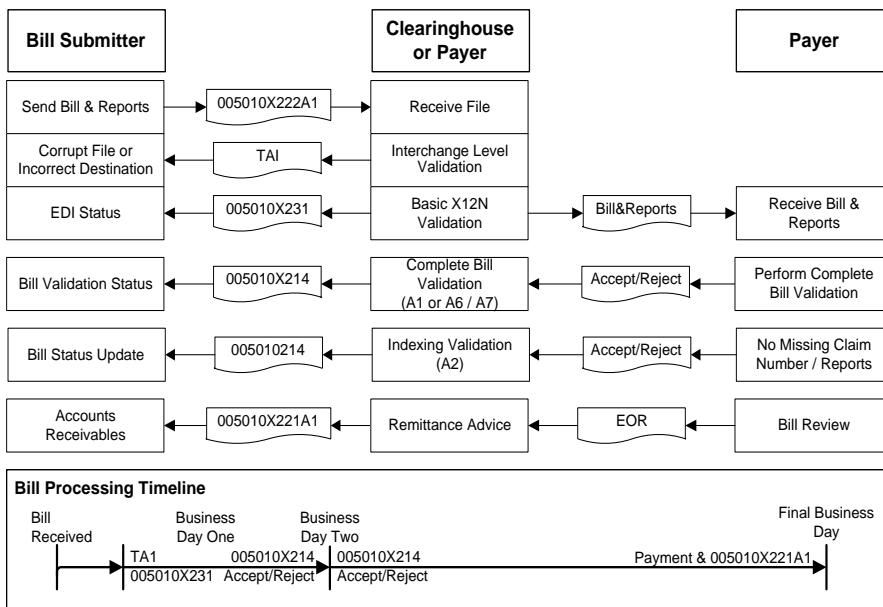 Bill Submitter
Clearinghouse
or Payer
Payer
Send Bill & Reports
005010X222A1
Receive File
Corrupt File or
Incorrect Destination
TAI
Interchange Level
Validation
EDI Status
005010X231
Basic X12N
Validation
Bill&Reports
Receive Bill &
Reports
Bill Validation Status
005010X214
Complete Bill
Validation
(A1 or A6 / A7)
Accept/Reject
Perform Complete
Bill Validation
Bill Status Update
005010214
Indexing Validation
(A2)
Accept/Reject
No Missing Claim
Number / Reports
Accounts
Receivables
005010X221A1
Remittance Advice
EOR
Bill Review
Bill Processing Timeline
Bill
Received
Business
Day One
Business
Day Two
Final Business
Day
TA1
005010X214
005010X214
Payment & 005010X221A1
005010X231
Accept/Reject
Accept/Reject